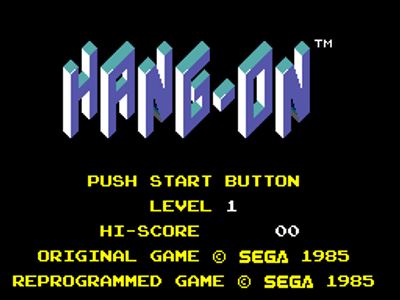 HANG-ON™
PUSH START BUTTON
LEVEL 1
HI-SCORE 00
ORIGINAL GAME © SEGA 1985
REPROGRAMMED GAME © SEGA 1985